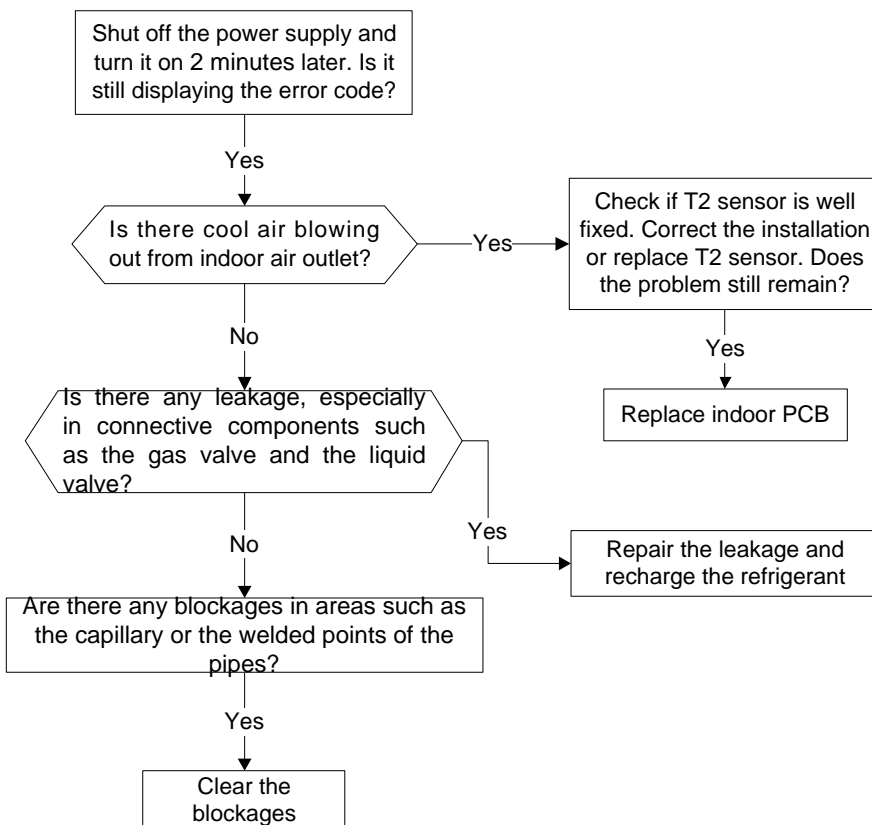 Shut off the power supply and
turn it on 2 minutes later. Is it
still displaying the error code?
Yes
Is there cool air blowing
out from indoor air outlet?
Yes
Check if T2 sensor is well
fixed. Correct the installation
or replace T2 sensor. Does
the problem still remain?
Yes
Replace indoor PCB
No
Is there any leakage, especially
in connective components such
as the gas valve and the liquid
valve?
Yes
Repair the leakage and
recharge the refrigerant
No
Are there any blockages in areas such as
the capillary or the welded points of the
pipes?
Yes
Clear the
blockages